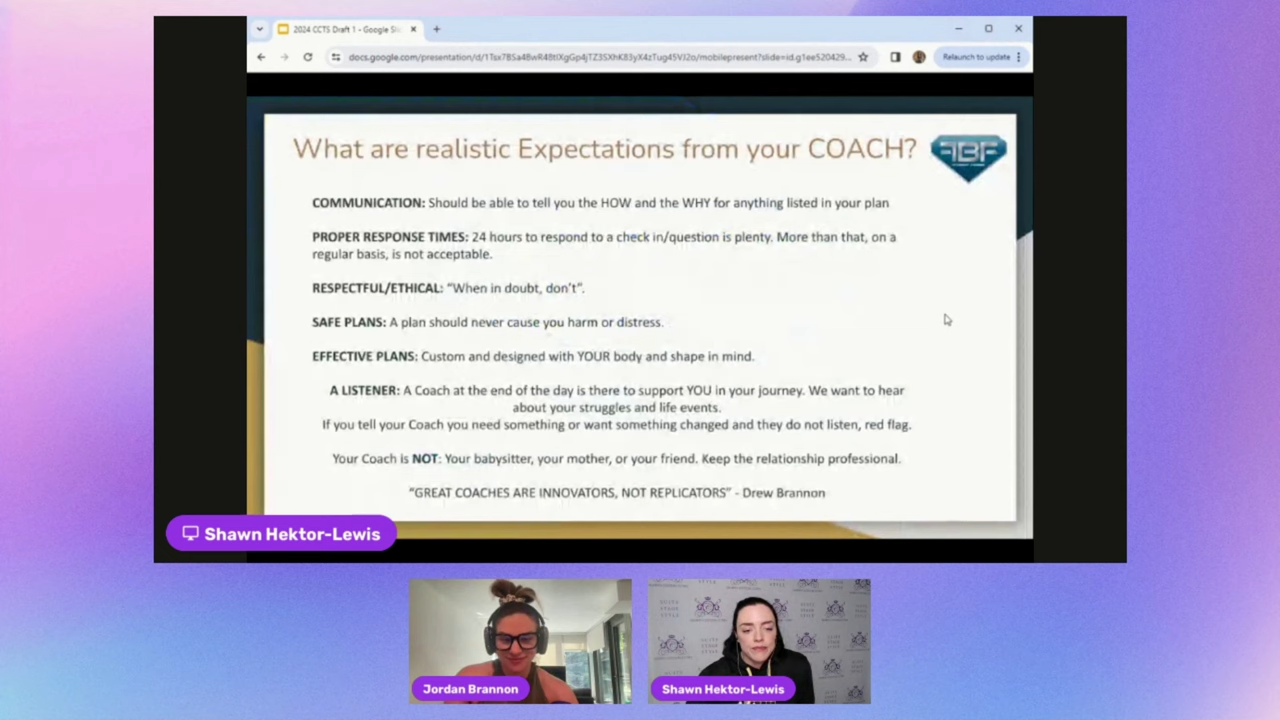 2024 CCTS Draft 1 - Google Sli
docs.google.com/presentation/d/
Relaunch to update
What are realistic Expectations from your COACH?
FBF
COMMUNICATION: Should be able to tell you the HOW and the WHY for anything listed in your plan
PROPER RESPONSE TIMES: 24 hours to respond to a check in/question is plenty. More than that, on a
regular basis, is not acceptable.
RESPECTFUL/ETHICAL: “When in doubt, don’t”.
SAFE PLANS: A plan should never cause you harm or distress.
EFFECTIVE PLANS: Custom and designed with YOUR body and shape in mind.
A LISTENER: A Coach at the end of the day is there to support YOU in your journey. We want to hear
about your struggles and life events.
If you tell your Coach you need something or want something changed and they do not listen, red flag.
Your Coach is NOT: Your babysitter, your mother, or your friend. Keep the relationship professional.
“GREAT COACHES ARE INNOVATORS, NOT REPLICATORS” - Drew Brannon
Shawn Hektor-Lewis
Jordan Brannon
Shawn Hektor-Lewis